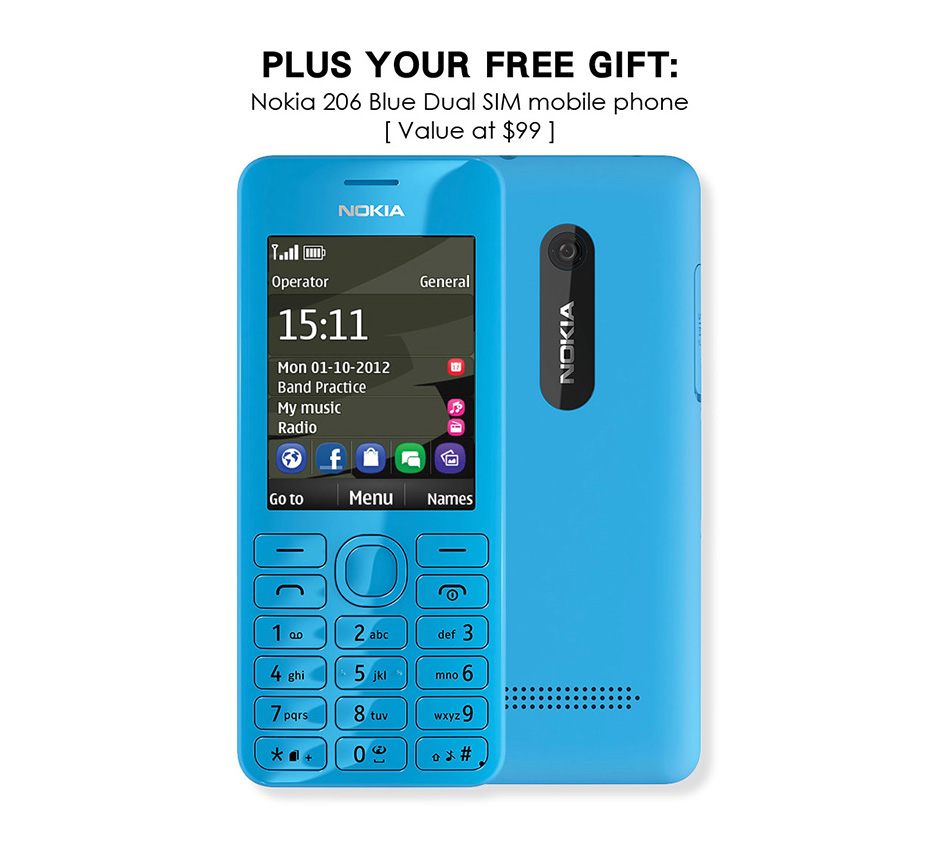 PLUS YOUR FREE GIFT:
Nokia 206 Blue Dual SIM mobile phone
[ Value at $99 ]
NOKIA
Operator General
15:11
Mon 01-10-2012
Band Practice
My music
Radio
Go to Menu Names
1 2 abc def 3
4 ghi 5 jkl mno 6
7 pqrs 8 tuv wxyz 9
* + 0 #
NOKIA